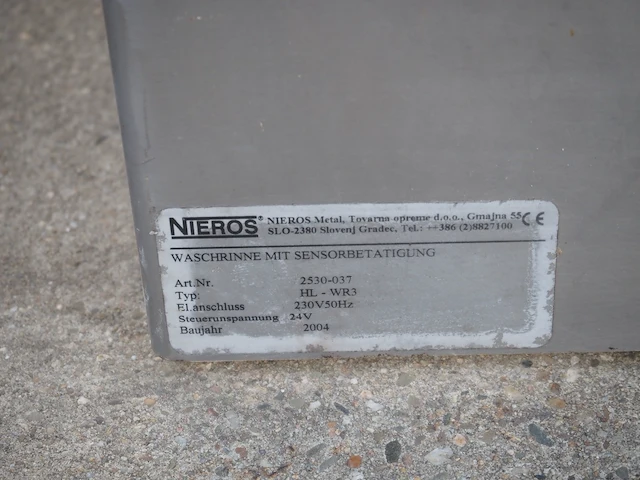 NIEROS® NIEROS Metal, Tovarna opreme d.o.o., Gmajna 55 CE
SLO-2380 Slovenj Gradec, Tel.: ++386 (2)8827100
WASCHRINNE MIT SENSORBETÄTIGUNG
Art.Nr. 2530-037
Typ: HL - WR3
El.anschluss 230V50Hz
Steuerunspannung 24V
Baujahr 2004